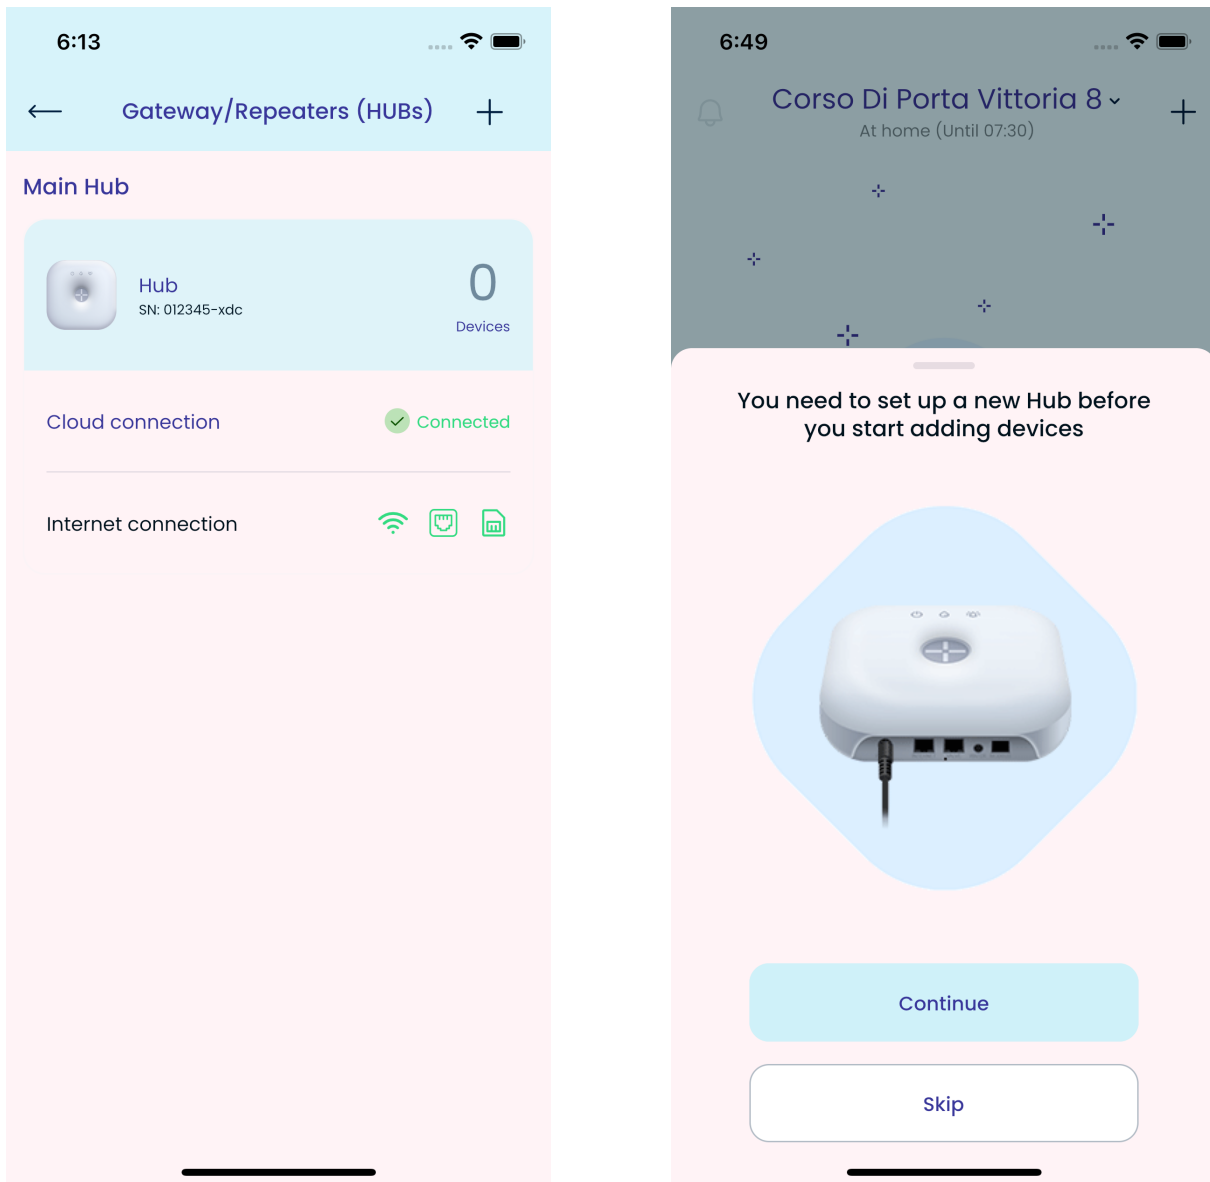 6:13
Gateway/Repeaters (HUBs)
Main Hub
Hub
SN: 012345-xdc
0
Devices
Cloud connection
Connected
Internet connection
6:49
Corso Di Porta Vittoria 8
At home (Until 07:30)
You need to set up a new Hub before
you start adding devices
Continue
Skip